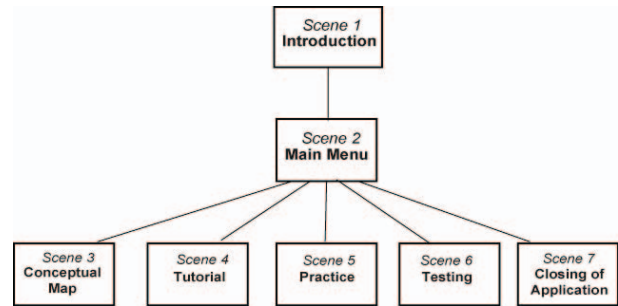 Scene 1
Introduction
Scene 2
Main Menu
Scene 3
Conceptual
Map
Scene 4
Tutorial
Scene 5
Practice
Scene 6
Testing
Scene 7
Closing of
Application